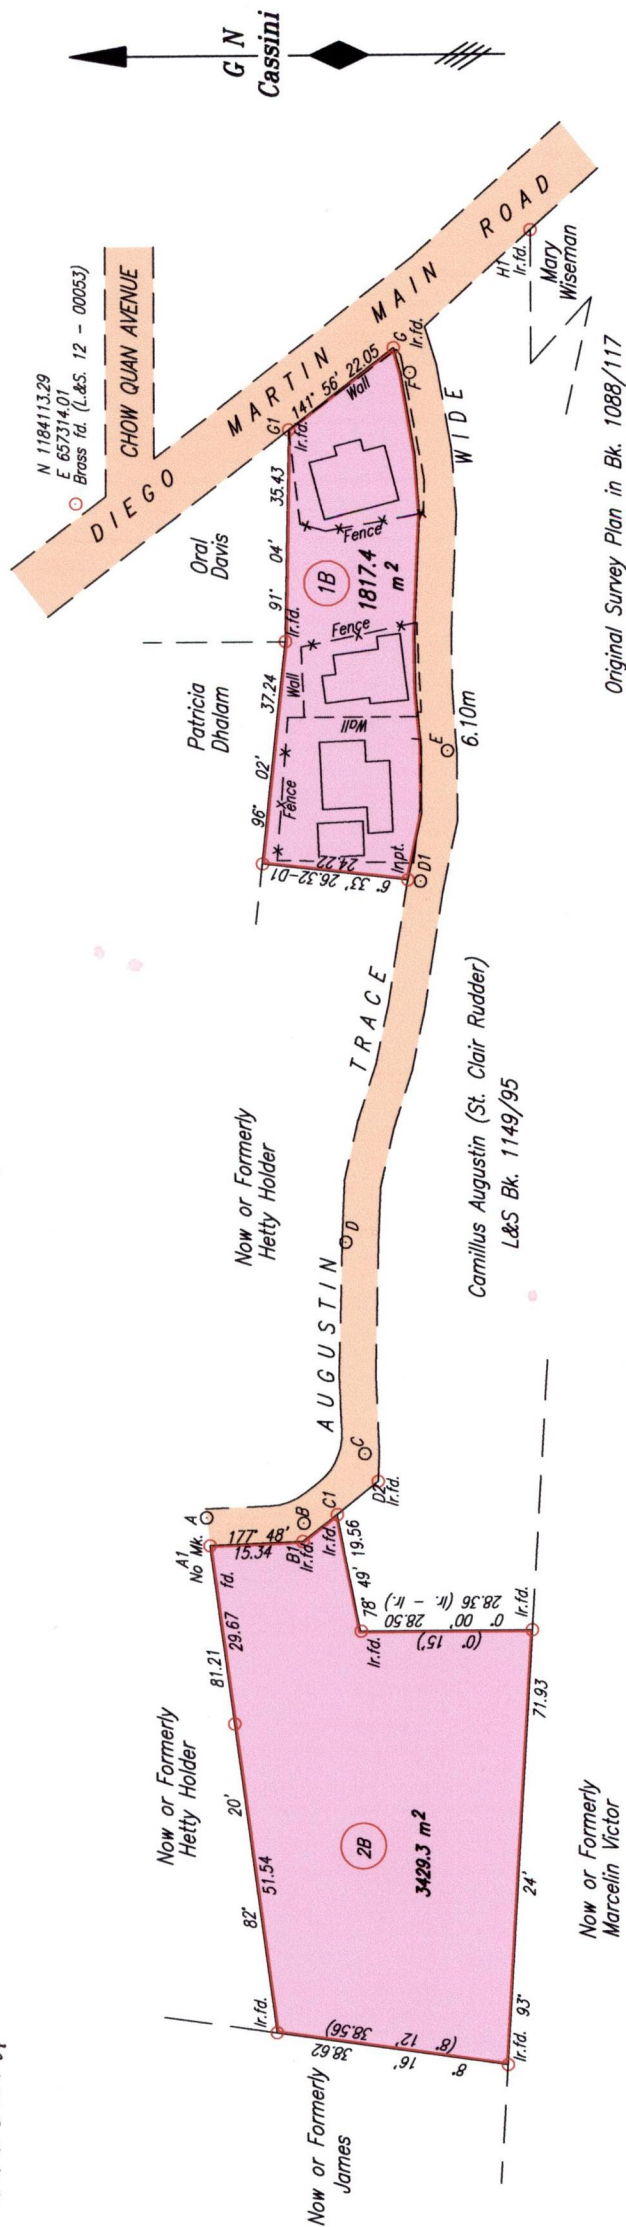 G N
Cassini
N 1184113.29
E 657314.01
Brass fd. (L.&S. 12 - 00053)
CHOW QUAN AVENUE
DIEGO MARTIN MAIN ROAD
H1
Ir.fd.
Mary
Wiseman
Original Survey Plan in Bk. 1088/117
Oral
Davis
Patricia
Dhalam
G1
Ir.fd.
141° 56' 22.05
Wall
G
Ir.fd.
F
91° 04' 35.43
Ir.fd.
96° 02' 37.24
Fence
Wall
Fence
Fence
Wall
1B
1817.4
m²
24.22
6° 33' 26.32-D1
Inpt.
D1
E
6.10m
WIDE
AUGUSTIN TRACE
Now or Formerly
Hetty Holder
D
C
Camillus Augustin (St. Clair Rudder)
L&S Bk. 1149/95
A
A1
No Mk.
fd.
177° 48'
15.34
B
B1
Ir.fd.
C1
Ir.fd.
D2
Ir.fd.
78° 49' 19.56
Ir.fd.
0° 00' 28.36 (Ir. - Ir.)
(0° 15') 28.50
Ir.fd.
Now or Formerly
Hetty Holder
82° 20' 81.21
51.54
29.67
Ir.fd.
2B
3429.3 m²
93° 24' 71.93
Ir.fd.
8° 16' 38.62
(8° 12' 38.56)
Now or Formerly
James
Now or Formerly
Marcelin Victor